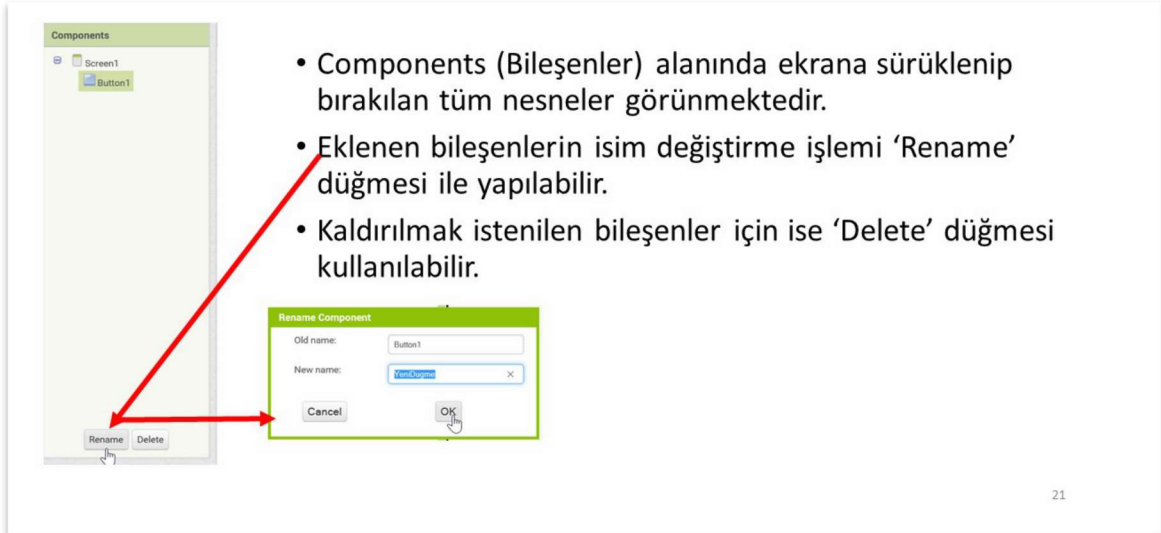 Components
Screen1
Button1
Rename
Delete
• Components (Bileşenler) alanında ekrana sürüklenip
bırakılan tüm nesneler görünmektedir.
• Eklenen bileşenlerin isim değiştirme işlemi ‘Rename’
düğmesi ile yapılabilir.
• Kaldırılmak istenilen bileşenler için ise ‘Delete’ düğmesi
kullanılabilir.
Rename Component
Old name:
Button1
New name:
YeniDugme
Cancel
OK
21